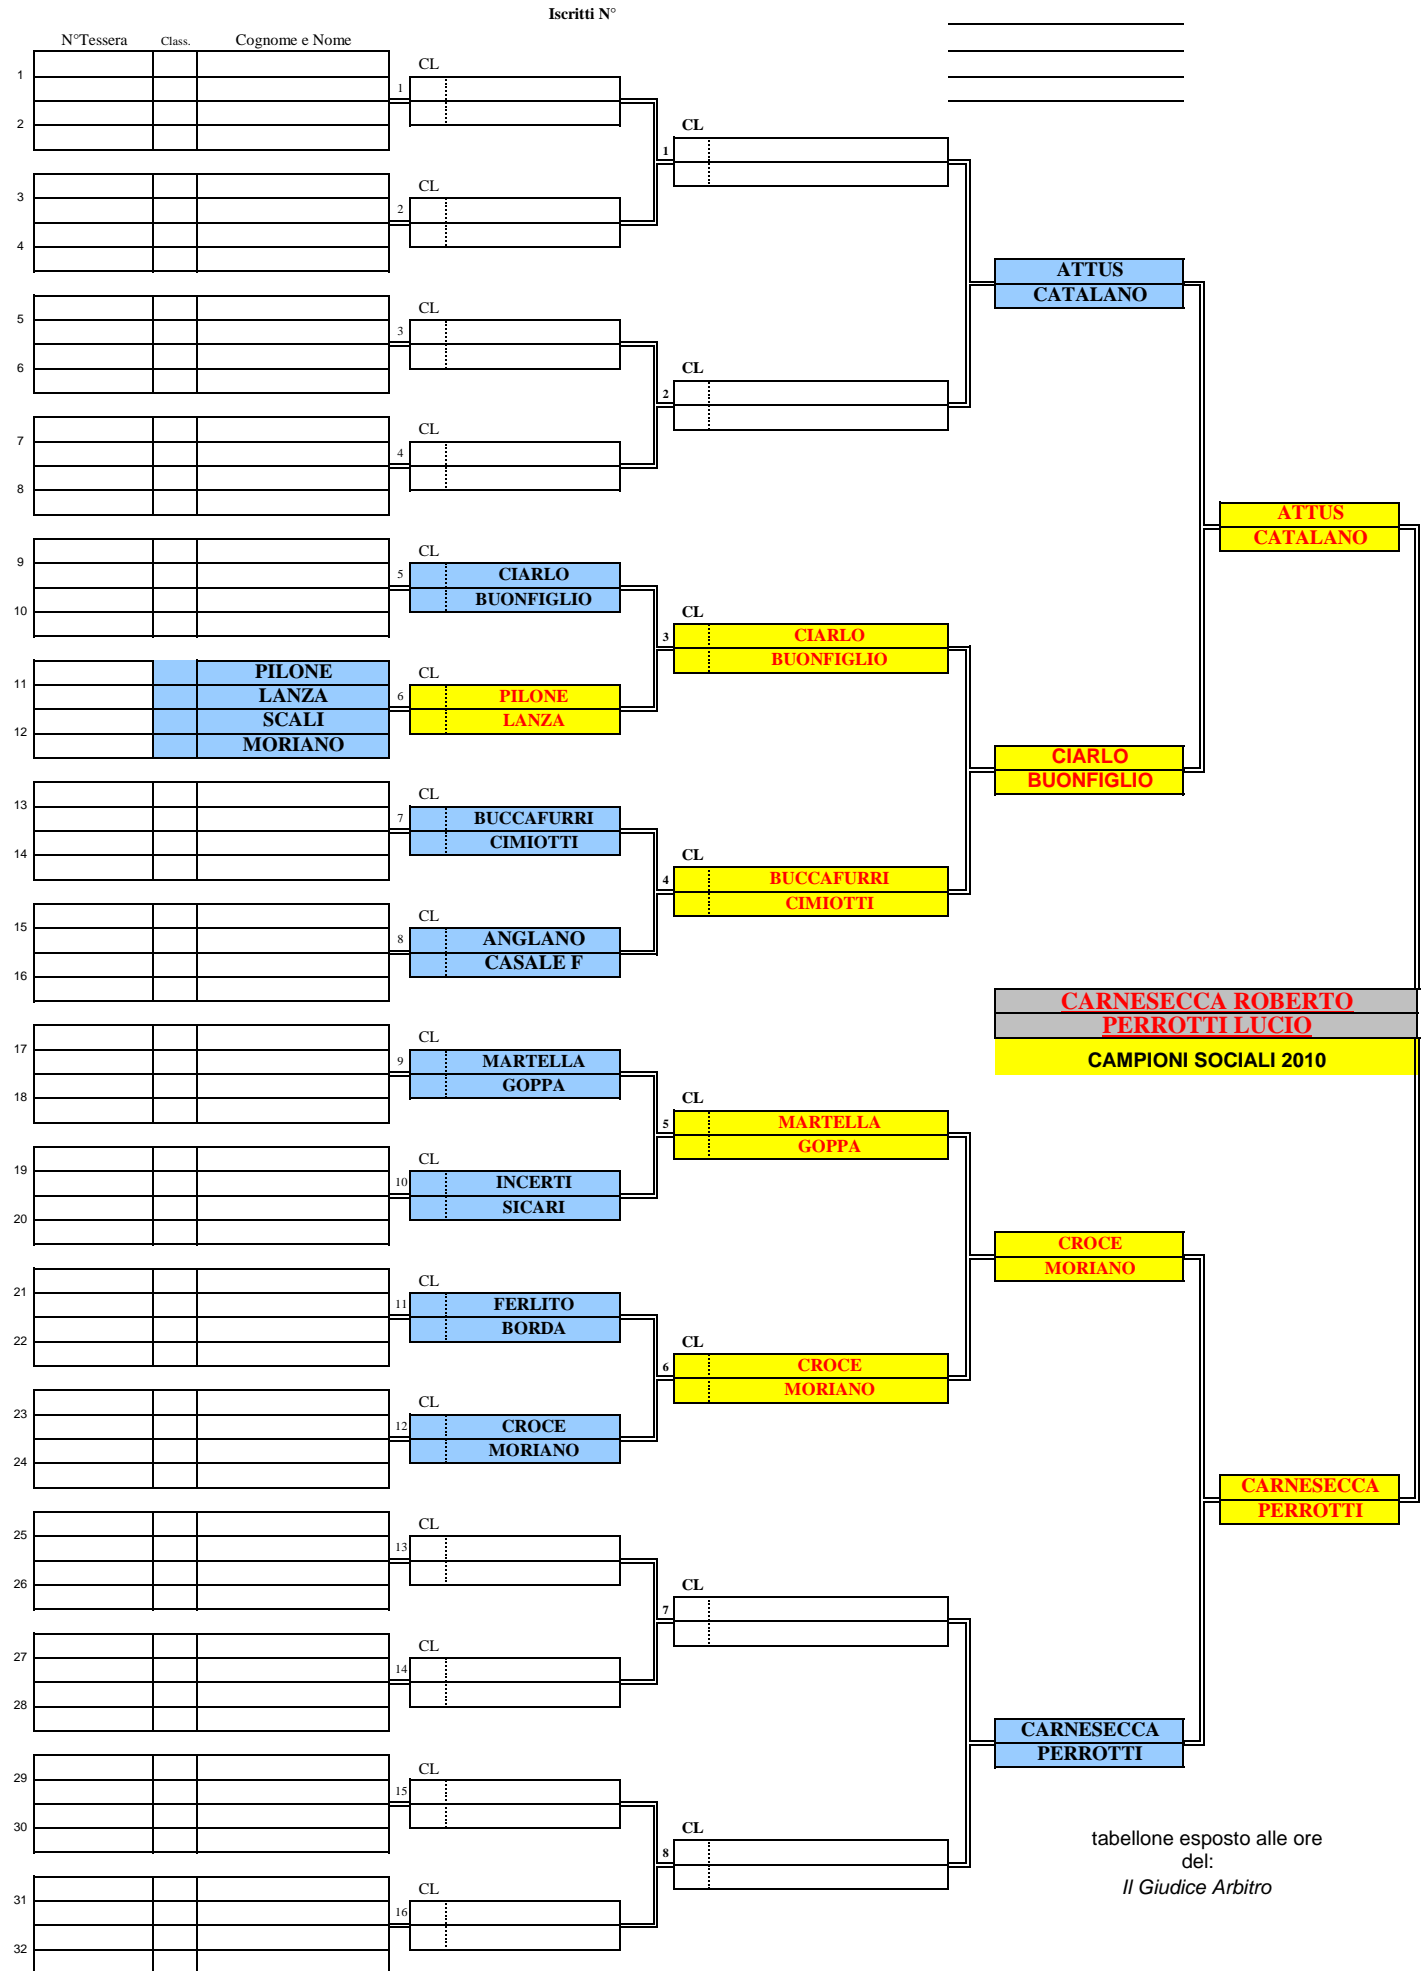 Iscritti N°
N°Tessera Class. Cognome e Nome
CL
1
1
2
CL
1
CL
3
2
4
ATTUS
CATALANO
CL
5
3
6
CL
2
CL
7
4
8
ATTUS
CATALANO
CL
9
5
CIARLO
BUONFIGLIO
10
CL
3
CIARLO
BUONFIGLIO
PILONE
LANZA
SCALI
MORIANO
11
12
CL
6
PILONE
LANZA
CIARLO
BUONFIGLIO
CL
13
7
BUCCAFURRI
CIMIOTTI
14
CL
4
BUCCAFURRI
CIMIOTTI
CL
15
8
ANGLANO
CASALE F
16
CARNESECCA ROBERTO
PERROTTI LUCIO
CAMPIONI SOCIALI 2010
CL
17
9
MARTELLA
GOPPA
18
CL
5
MARTELLA
GOPPA
CL
19
10
INCERTI
SICARI
20
CROCE
MORIANO
CL
21
11
FERLITO
BORDA
22
CL
6
CROCE
MORIANO
CL
23
12
CROCE
MORIANO
24
CARNESECCA
PERROTTI
CL
25
13
26
CL
7
CL
27
14
28
CARNESECCA
PERROTTI
CL
29
15
30
CL
8
tabellone esposto alle ore
del:
Il Giudice Arbitro
CL
31
16
32